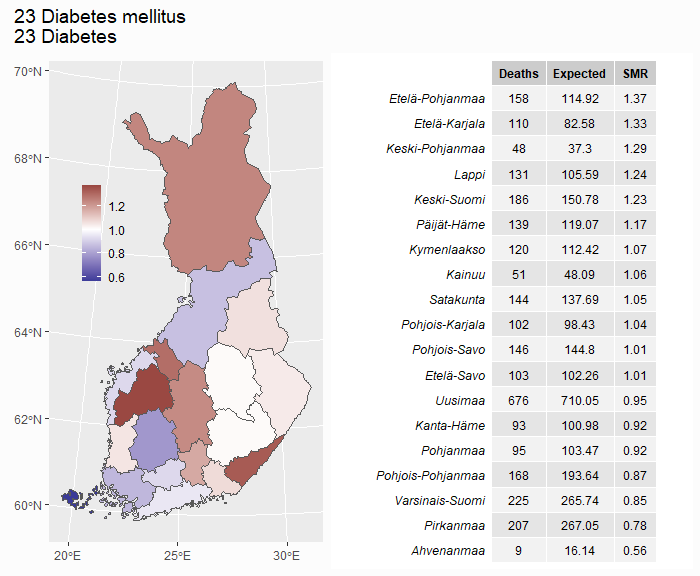 23 Diabetes mellitus
23 Diabetes
70°N
68°N
66°N
64°N
62°N
60°N
1.2
1.0
0.8
0.6
20°E 25°E 30°E
Deaths Expected SMR
Etelä-Pohjanmaa 158 114.92 1.37
Etelä-Karjala 110 82.58 1.33
Keski-Pohjanmaa 48 37.3 1.29
Lappi 131 105.59 1.24
Keski-Suomi 186 150.78 1.23
Päijät-Häme 139 119.07 1.17
Kymenlaakso 120 112.42 1.07
Kainuu 51 48.09 1.06
Satakunta 144 137.69 1.05
Pohjois-Karjala 102 98.43 1.04
Pohjois-Savo 146 144.8 1.01
Etelä-Savo 103 102.26 1.01
Uusimaa 676 710.05 0.95
Kanta-Häme 93 100.98 0.92
Pohjanmaa 95 103.47 0.92
Pohjois-Pohjanmaa 168 193.64 0.87
Varsinais-Suomi 225 265.74 0.85
Pirkanmaa 207 267.05 0.78
Ahvenanmaa 9 16.14 0.56